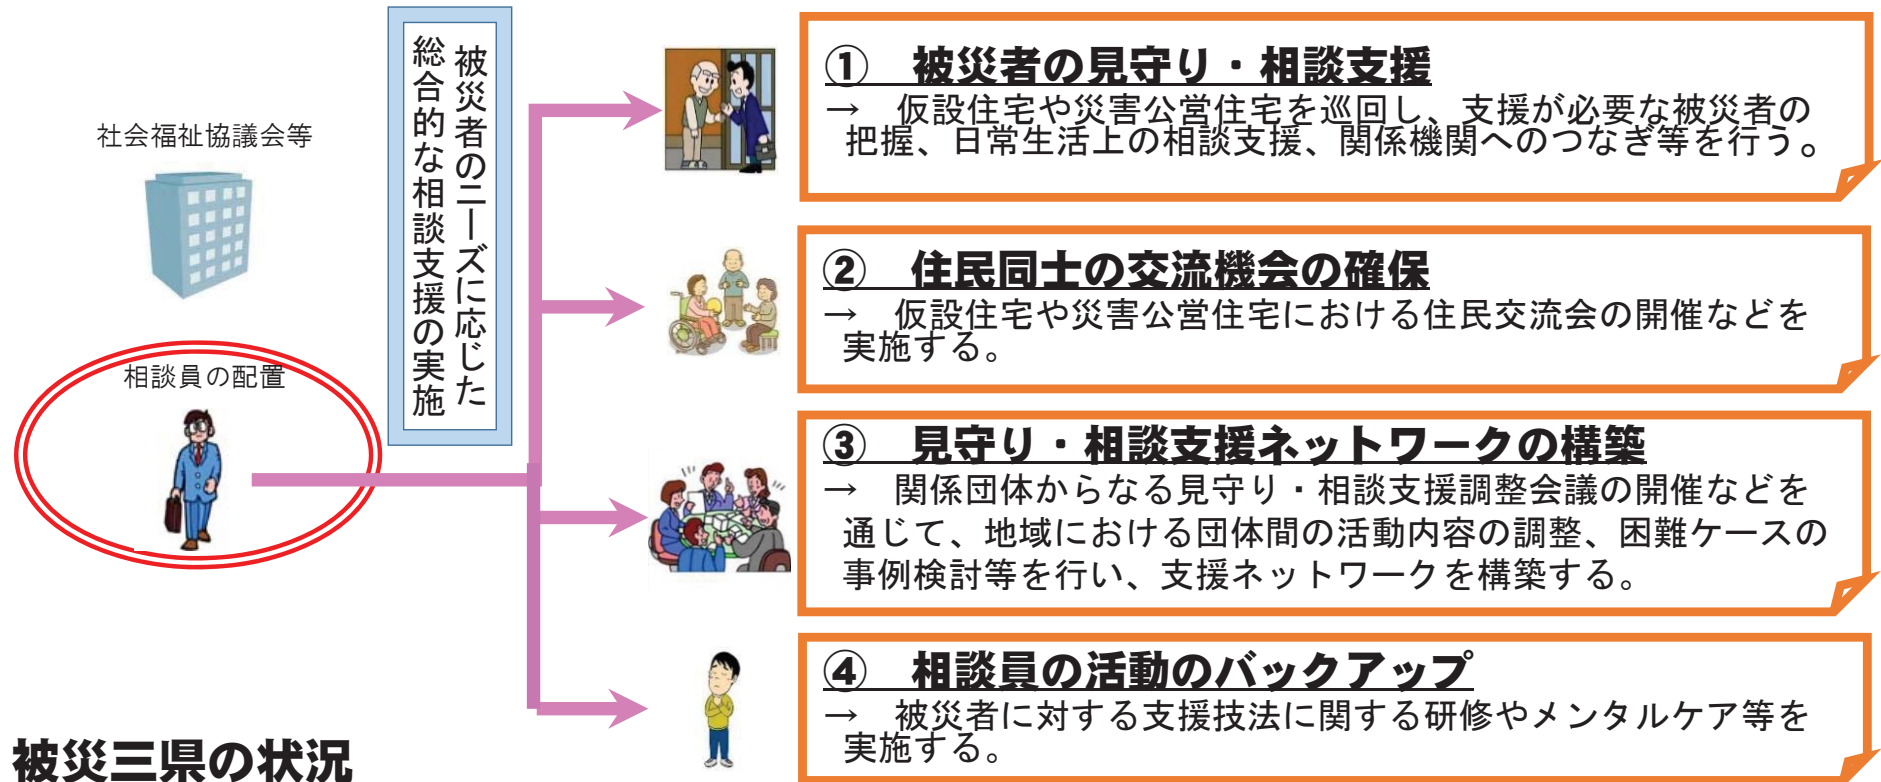 社会福祉協議会等
相談員の配置
被災者のニーズに応じた
総合的な相談支援の実施
① 被災者の見守り・相談支援
→ 仮設住宅や災害公営住宅を巡回し、支援が必要な被災者の
把握、日常生活上の相談支援、関係機関へのつなぎ等を行う。
② 住民同士の交流機会の確保
→ 仮設住宅や災害公営住宅における住民交流会の開催などを
実施する。
③ 見守り・相談支援ネットワークの構築
→ 関係団体からなる見守り・相談支援調整会議の開催などを
通じて、地域における団体間の活動内容の調整、困難ケースの
事例検討等を行い、支援ネットワークを構築する。
④ 相談員の活動のバックアップ
→ 被災者に対する支援技法に関する研修やメンタルケア等を
実施する。
被災三県の状況